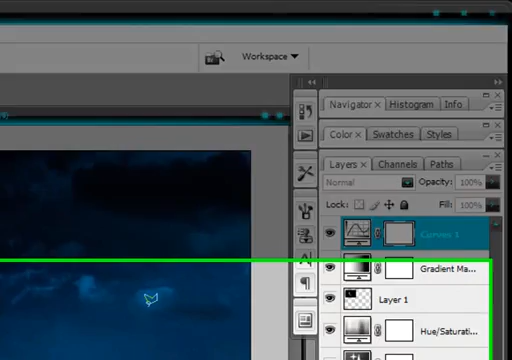 Workspace
Navigator × Histogram Info
Color × Swatches Styles
Layers × Channels Paths
Normal Opacity: 100%
Lock: Fill: 100%
Curves 1
Gradient Ma...
Layer 1
Hue/Saturati...